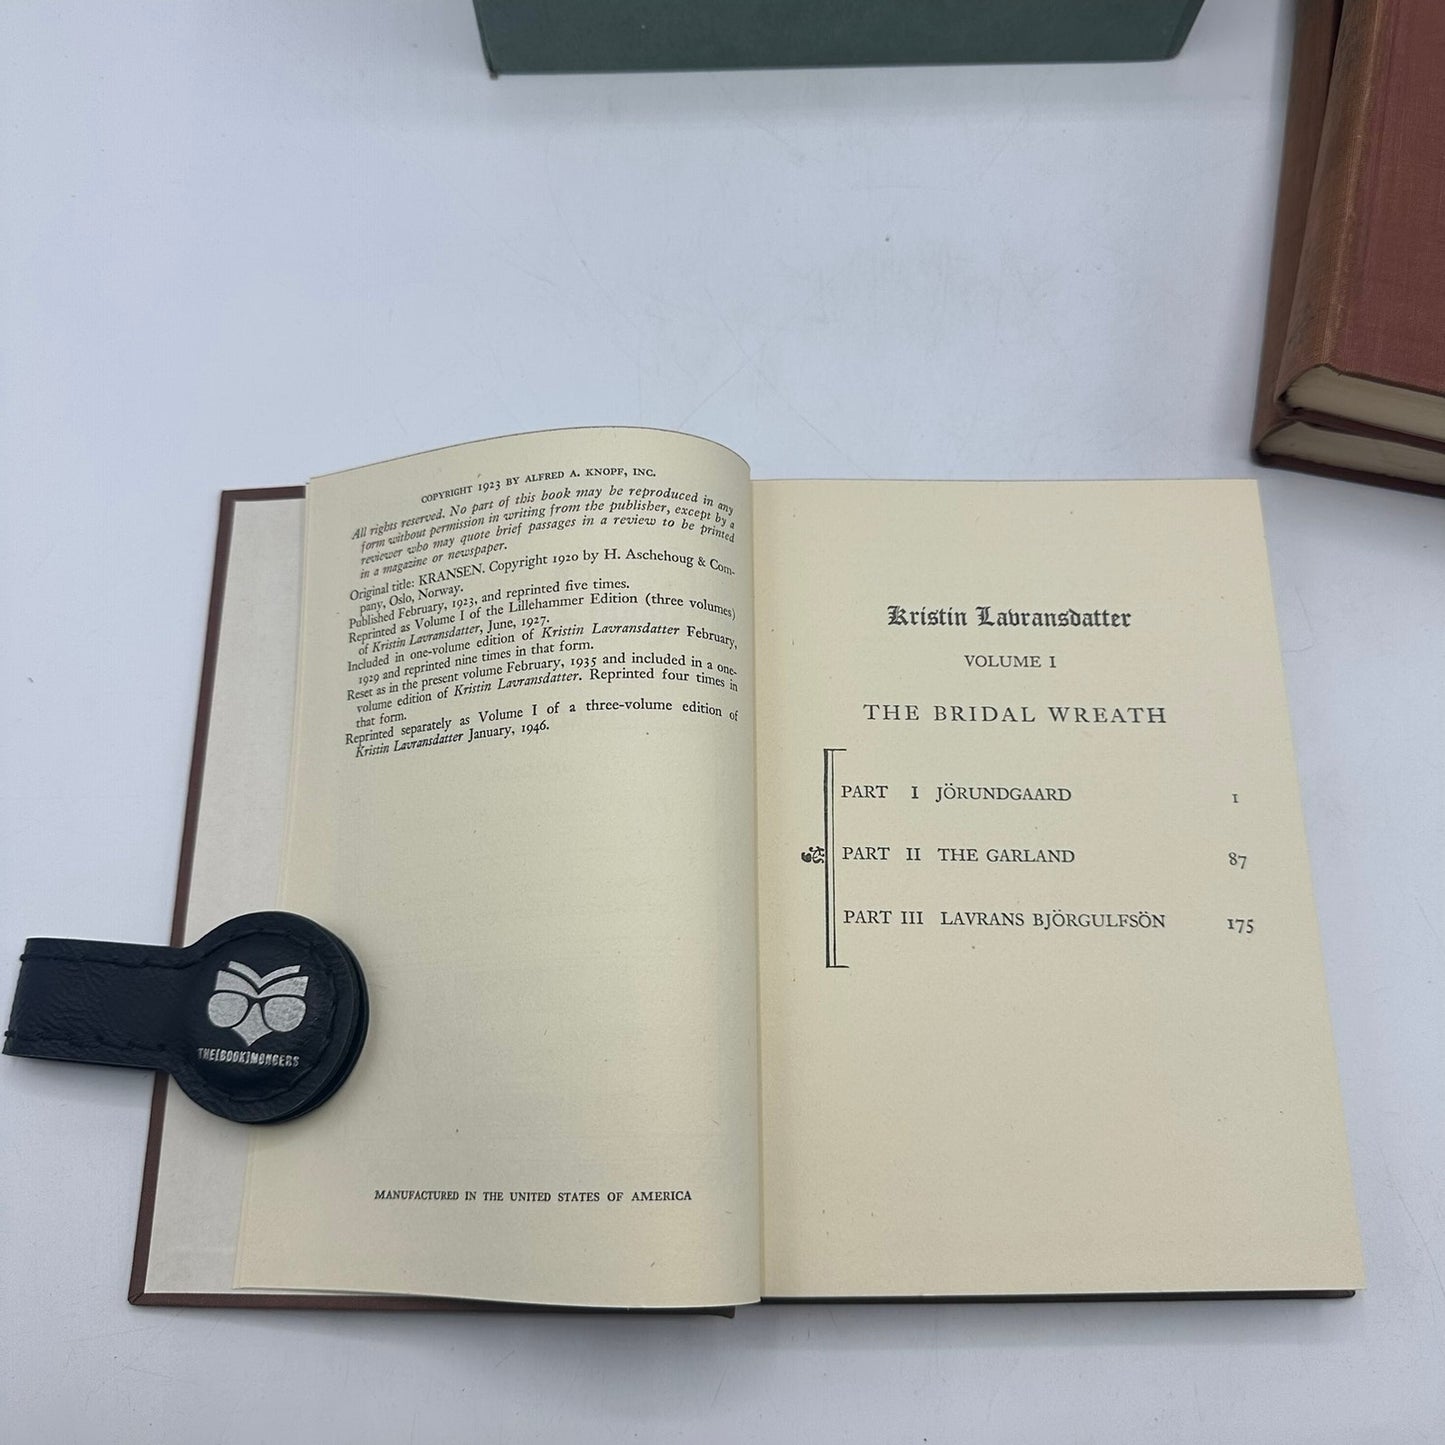 COPYRIGHT 1923 BY ALFRED A. KNOPF, INC.
All rights reserved. No part of this book may be reproduced in any
form without permission in writing from the publisher, except by a
reviewer who may quote brief passages in a review to be printed
in a magazine or newspaper.
Original title: KRANSEN. Copyright 1920 by H. Aschehoug & Com-
pany, Oslo, Norway.
Published February, 1923, and reprinted five times.
Reprinted as Volume I of the Lillehammer Edition (three volumes)
of Kristin Lavransdatter, June, 1927.
Included in one-volume edition of Kristin Lavransdatter February,
1929 and reprinted nine times in that form.
Reset as in the present volume February, 1935 and included in a one-
volume edition of Kristin Lavransdatter. Reprinted four times in
that form.
Reprinted separately as Volume I of a three-volume edition of
Kristin Lavransdatter January, 1946.
MANUFACTURED IN THE UNITED STATES OF AMERICA
THE[BOOK]MONGERS
Kristin Lavransdatter
VOLUME I
THE BRIDAL WREATH
PART I JÖRUNDGAARD 1
PART II THE GARLAND 87
PART III LAVRANS BJÖRGULFSÖN 175